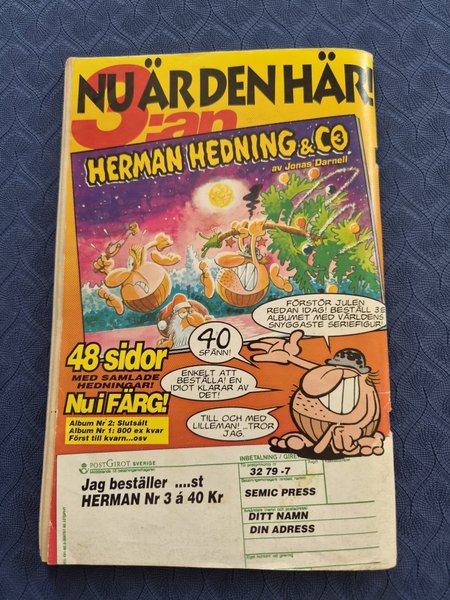 NU ÄR DEN HÄR!
3:an
HERMAN HEDNING & CO 3
av Jonas Darnell
FÖRSTÖR JULEN
REDAN IDAG! BESTÄLL 3:E
ALBUMET MED VÄRLDENS
SNYGGASTE SERIEFIGUR!
40
SPÄNN!
48 sidor
MED SAMLADE
HEDNINGAR!
Nu i FÄRG!
Album Nr 2: Slutsålt
Album Nr 1: 800 ex kvar
Först till kvarn...osv
ENKELT ATT
BESTÄLLA! EN
IDIOT KLARAR AV
DET!
TILL OCH MED
LILLEMAN! ...TROR
JAG.
POSTGIROT SVERIGE
INBETALNING / GIRE
32 79 -7
Jag beställer ....st
HERMAN Nr 3 á 40 Kr
SEMIC PRESS
DITT NAMN
DIN ADRESS